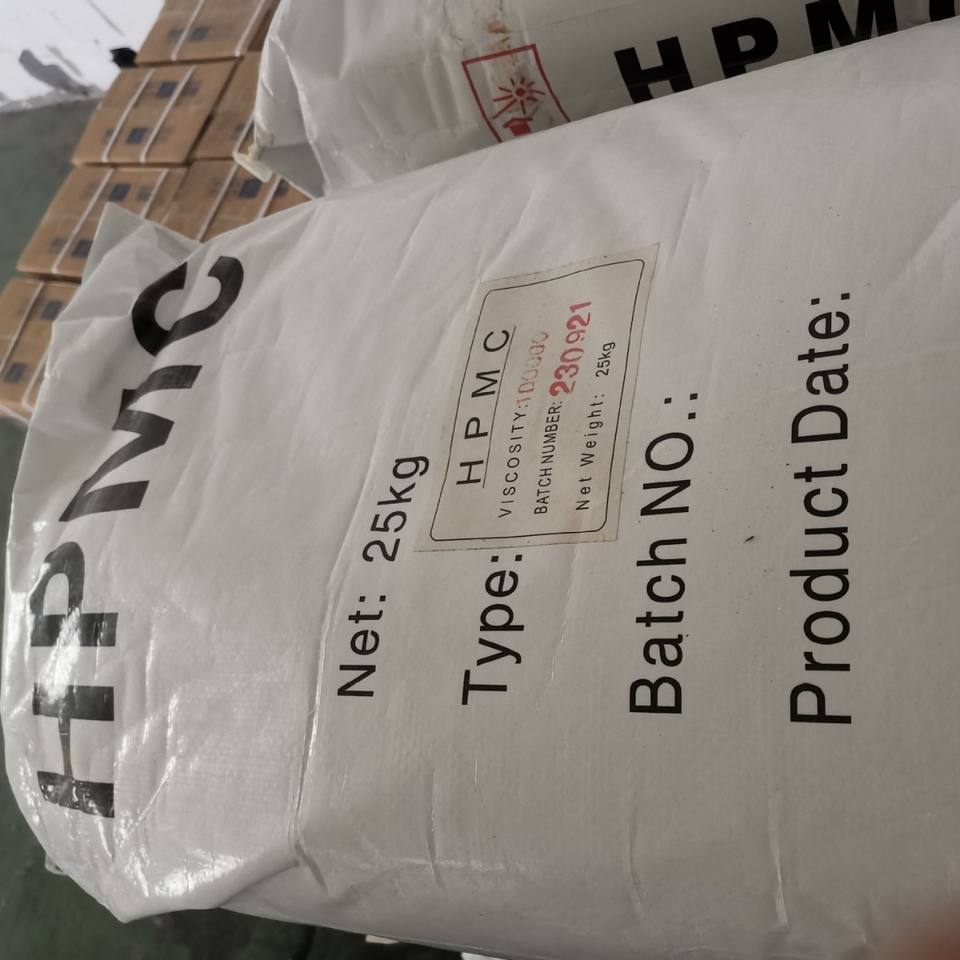 HPMC
HPMC
Net: 25kg
Type:
HPMC
VISCOSITY:100000
BATCH NUMBER: 230921
Net Weight: 25kg
Batch NO.:
Product Date: